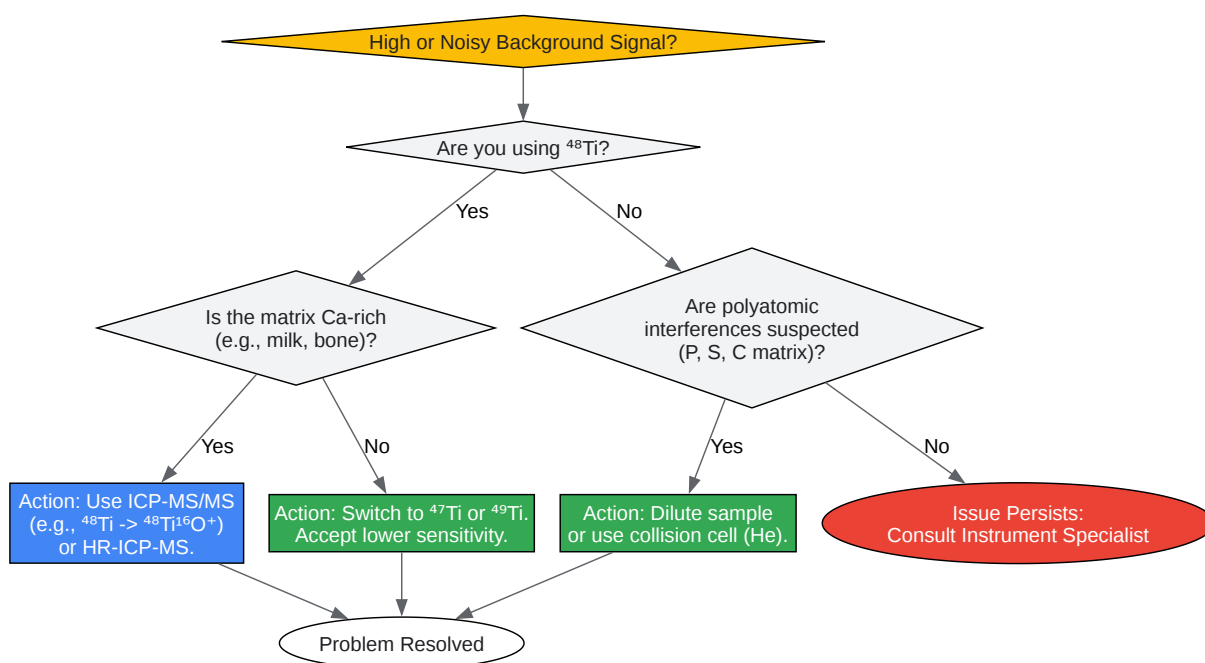 High or Noisy Background Signal?
Are you using ⁴⁸Ti?
Yes
No
Is the matrix Ca-rich
(e.g., milk, bone)?
Are polyatomic
interferences suspected
(P, S, C matrix)?
Yes
No
Yes
No
Action: Use ICP-MS/MS
(e.g., ⁴⁸Ti -> ⁴⁸Ti¹⁶O⁺)
or HR-ICP-MS.
Action: Switch to ⁴⁷Ti or ⁴⁹Ti.
Accept lower sensitivity.
Action: Dilute sample
or use collision cell (He).
Issue Persists:
Consult Instrument Specialist
Problem Resolved